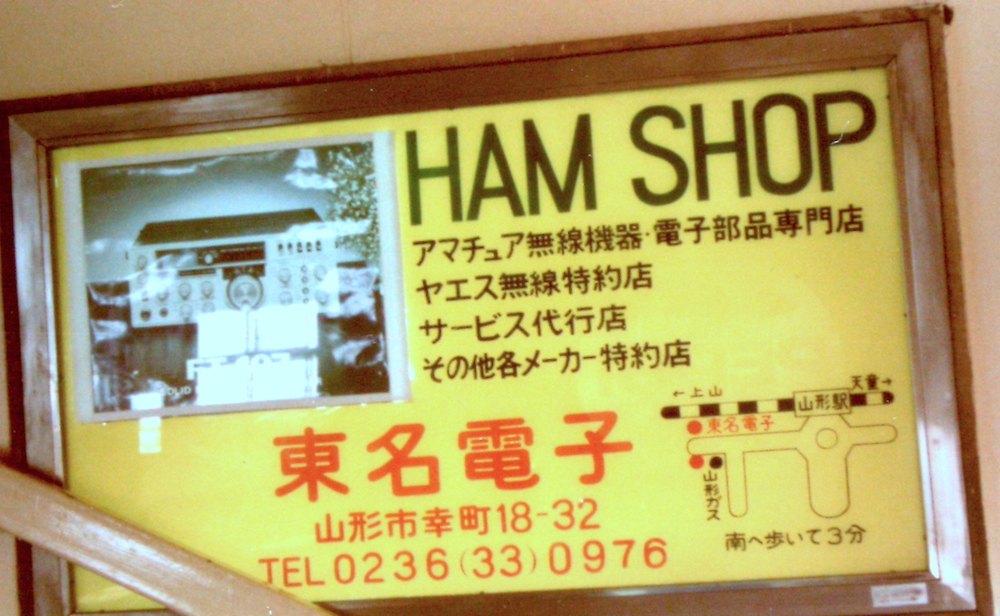 HAM SHOP
アマチュア無線機器・電子部品専門店
ヤエス無線特約店
サービス代行店
その他各メーカー特約店
東名電子
山形市幸町18-32
TEL 0236(33)0976
←上山
天童→
山形駅
東名電子
山形ガス
南へ歩いて3分